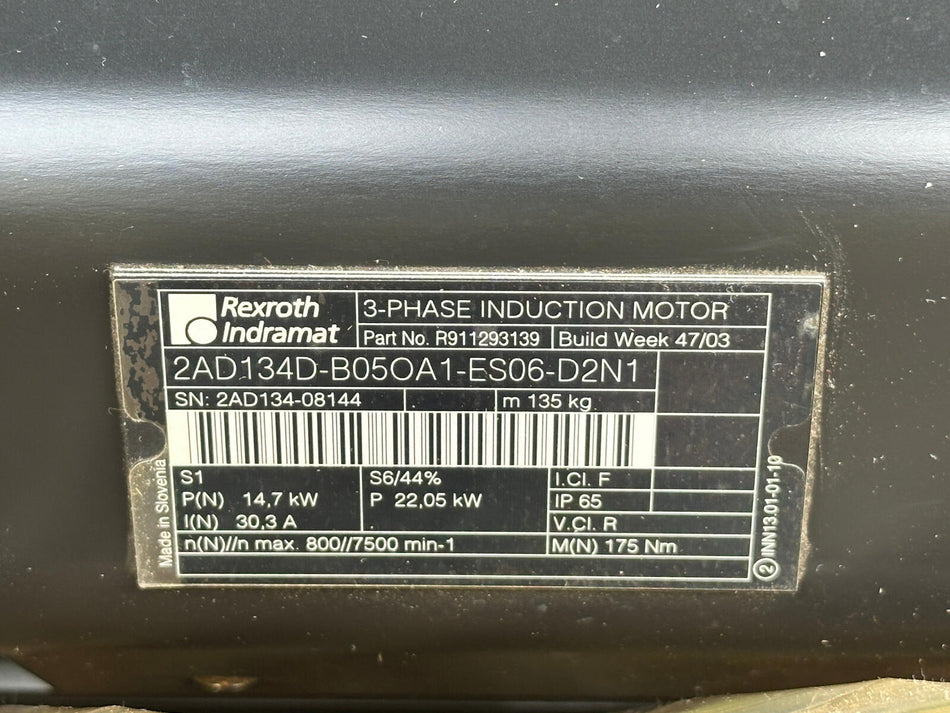 Rexroth
Indramat
3-PHASE INDUCTION MOTOR
Part No. R911293139
Build Week 47/03
2AD134D-B05OA1-ES06-D2N1
SN: 2AD134-08144
m 135 kg
S1
S6/44%
I.Cl. F
P(N) 14,7 kW
P 22,05 kW
IP 65
I(N) 30,3 A
V.Cl. R
n(N)//n max. 800//7500 min-1
M(N) 175 Nm
Made in Slovenia
2 INN13.01-01-10